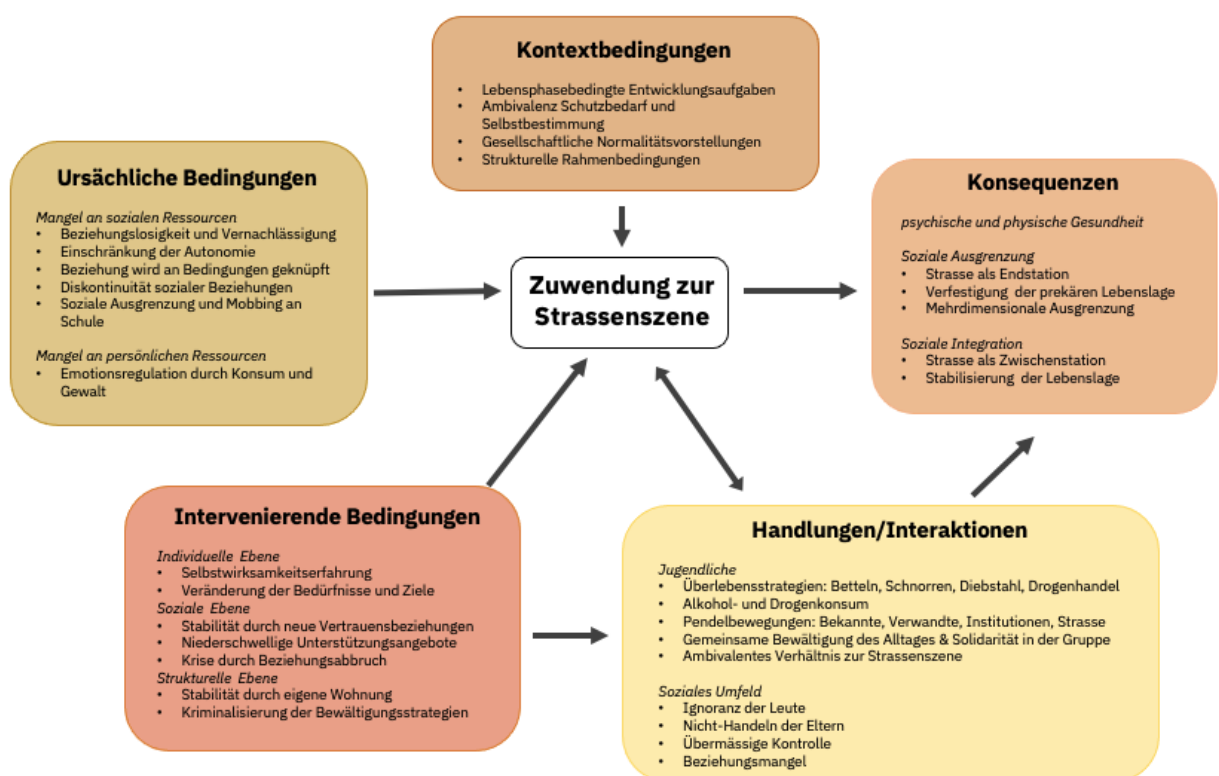 Kontextbedingungen
• Lebensphasebedingte Entwicklungsaufgaben
• Ambivalenz Schutzbedarf und
Selbstbestimmung
• Gesellschaftliche Normalitätsvorstellungen
• Strukturelle Rahmenbedingungen
Ursächliche Bedingungen
Mangel an sozialen Ressourcen
• Beziehungslosigkeit und Vernachlässigung
• Einschränkung der Autonomie
• Beziehung wird an Bedingungen geknüpft
• Diskontinuität sozialer Beziehungen
• Soziale Ausgrenzung und Mobbing an
Schule
Mangel an persönlichen Ressourcen
• Emotionsregulation durch Konsum und
Gewalt
Zuwendung zur
Strassenszene
Konsequenzen
psychische und physische Gesundheit
Soziale Ausgrenzung
• Strasse als Endstation
• Verfestigung der prekären Lebenslage
• Mehrdimensionale Ausgrenzung
Soziale Integration
• Strasse als Zwischenstation
• Stabilisierung der Lebenslage
Intervenierende Bedingungen
Individuelle Ebene
• Selbstwirksamkeitserfahrung
• Veränderung der Bedürfnisse und Ziele
Soziale Ebene
• Stabilität durch neue Vertrauensbeziehungen
• Niederschwellige Unterstützungsangebote
• Krise durch Beziehungsabbruch
Strukturelle Ebene
• Stabilität durch eigene Wohnung
• Kriminalisierung der Bewältigungsstrategien
Handlungen/Interaktionen
Jugendliche
• Überlebensstrategien: Betteln, Schnorren, Diebstahl, Drogenhandel
• Alkohol- und Drogenkonsum
• Pendelbewegungen: Bekannte, Verwandte, Institutionen, Strasse
• Gemeinsame Bewältigung des Alltages & Solidarität in der Gruppe
• Ambivalentes Verhältnis zur Strassenszene
Soziales Umfeld
• Ignoranz der Leute
• Nicht-Handeln der Eltern
• Übermässige Kontrolle
• Beziehungsmangel